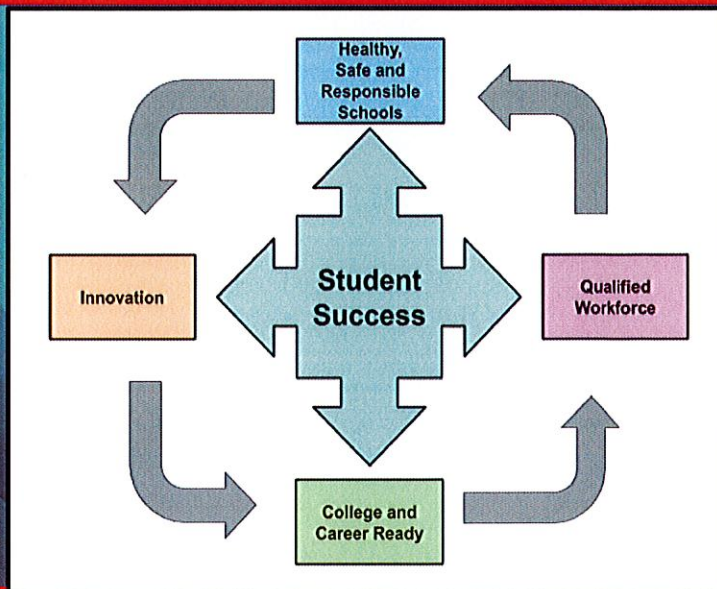 Healthy,
Safe and
Responsible
Schools
Innovation
Student
Success
Qualified
Workforce
College and
Career Ready